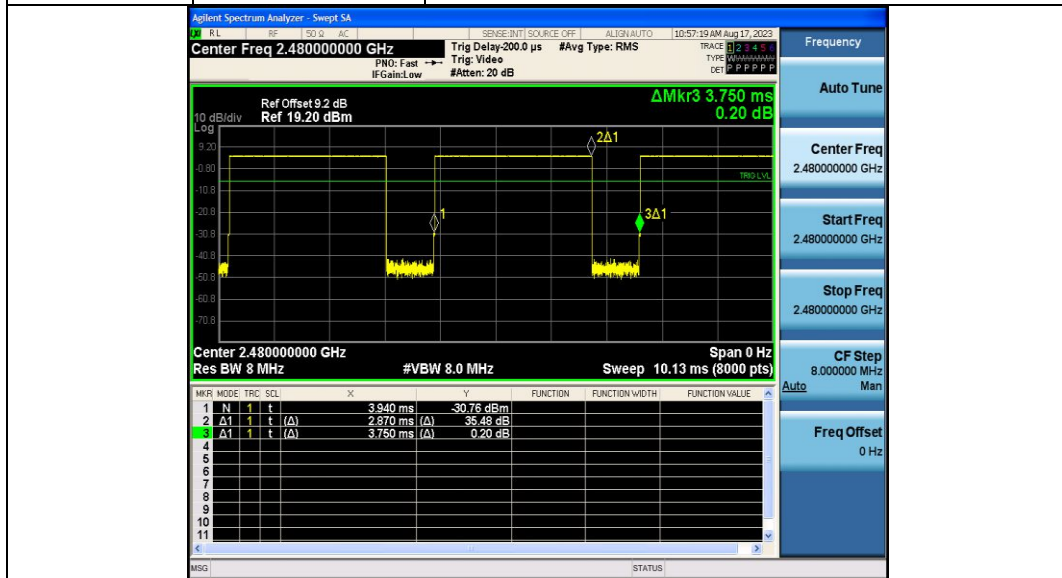 Agilent Spectrum Analyzer - Swept SA
RL RF 50 Ω AC SENSE:INT SOURCE OFF ALIGNAUTO 10:57:19 AM Aug 17, 2023
Center Freq 2.480000000 GHz
PNO: Fast
IFGain:Low
Trig Delay-200.0 µs #Avg Type: RMS
Trig: Video
#Atten: 20 dB
TRACE 1 2 3 4 5 6
TYPE
DET P P P P P P
ΔMkr3 3.750 ms
0.20 dB
Ref Offset 9.2 dB
10 dB/div Ref 19.20 dBm
Log
9.20
-0.80
-10.8
-20.8
-30.8
-40.8
-50.8
-60.8
-70.8
2Δ1
TRIG LVL
1
3Δ1
Center 2.480000000 GHz Span 0 Hz
Res BW 8 MHz #VBW 8.0 MHz Sweep 10.13 ms (8000 pts)
MKR MODE TRC SCL X Y FUNCTION FUNCTION WIDTH FUNCTION VALUE
1 N 1 t 3.940 ms -30.76 dBm
2 Δ1 1 t (Δ) 2.870 ms (Δ) 35.48 dB
3 Δ1 1 t (Δ) 3.750 ms (Δ) 0.20 dB
4
5
6
7
8
9
10
11
MSG STATUS
Frequency
Auto Tune
Center Freq
2.480000000 GHz
Start Freq
2.480000000 GHz
Stop Freq
2.480000000 GHz
CF Step
8.000000 MHz
Auto Man
Freq Offset
0 Hz